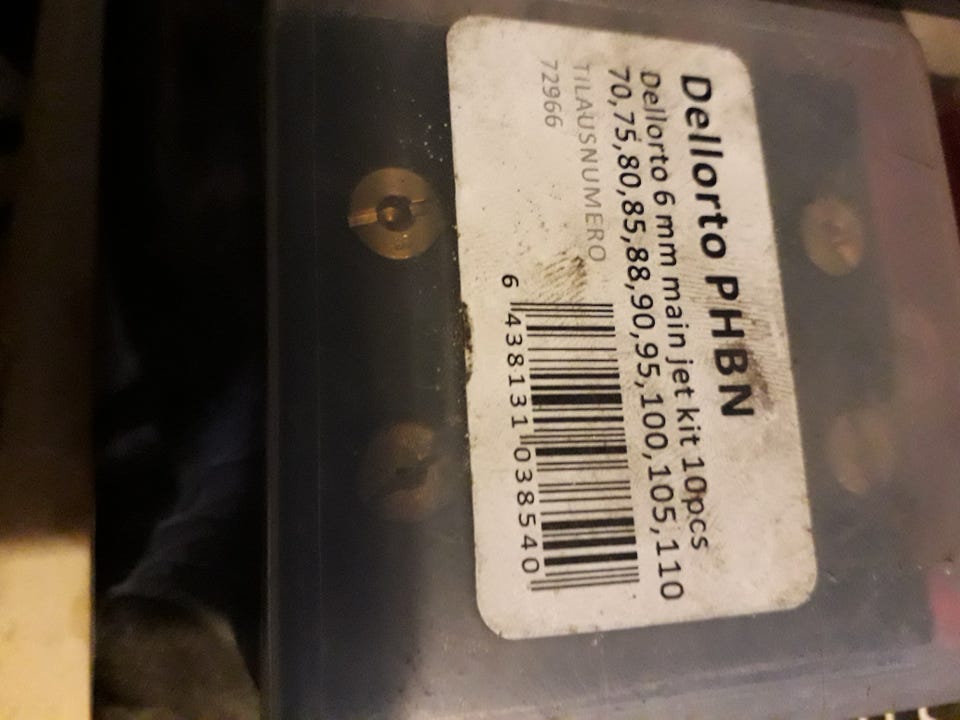 Dellorto PHBN
Dellorto 6 mm main jet kit 10pcs
70,75,80,85,88,90,95,100,105,110
TILAUSNUMERO
72966
6 438131 038540